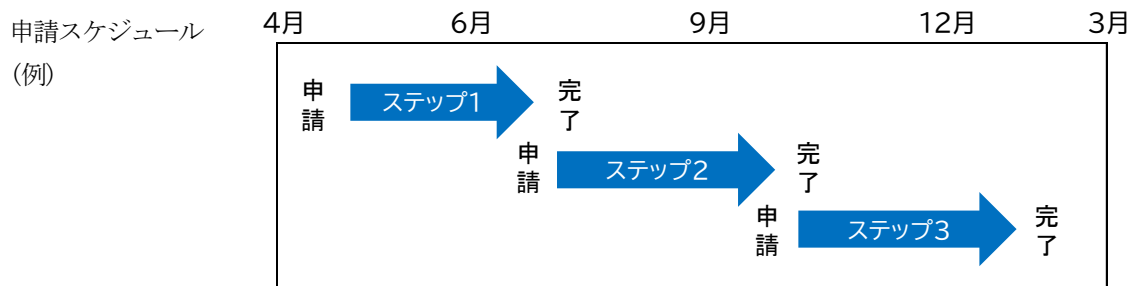 申請スケジュール
(例)
4月 6月 9月 12月 3月
申請 ステップ1 完了
申請 ステップ2 完了
申請 ステップ3 完了